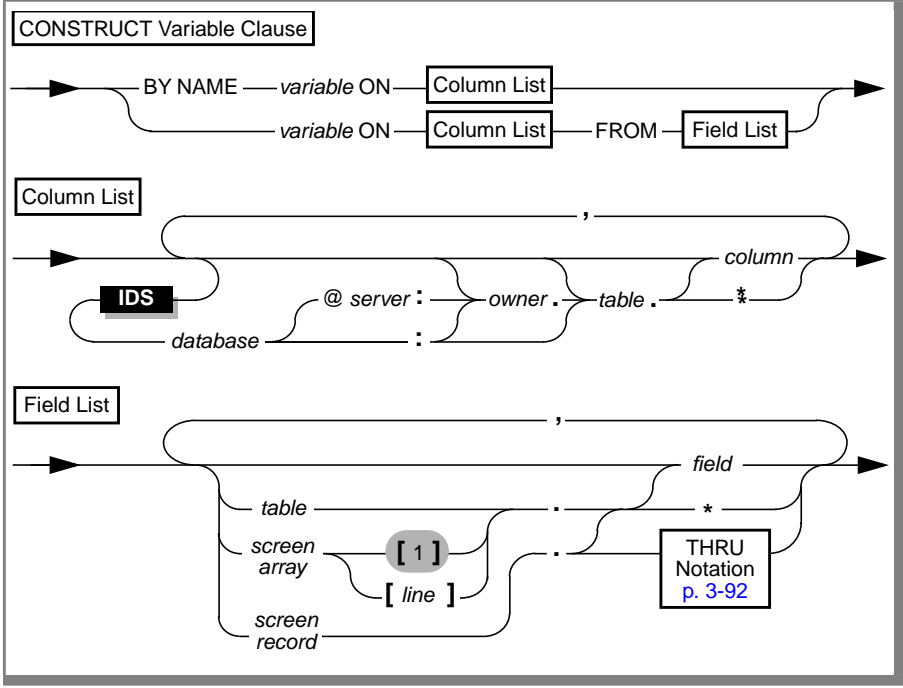 CONSTRUCT Variable Clause
BY NAME variable ON Column List
variable ON Column List FROM Field List
Column List
,
column
IDS @ server : owner . table . *
database :
Field List
,
field
table . *
screen array [ 1 ] .
THRU Notation p. 3-92
[ line ]
screen record